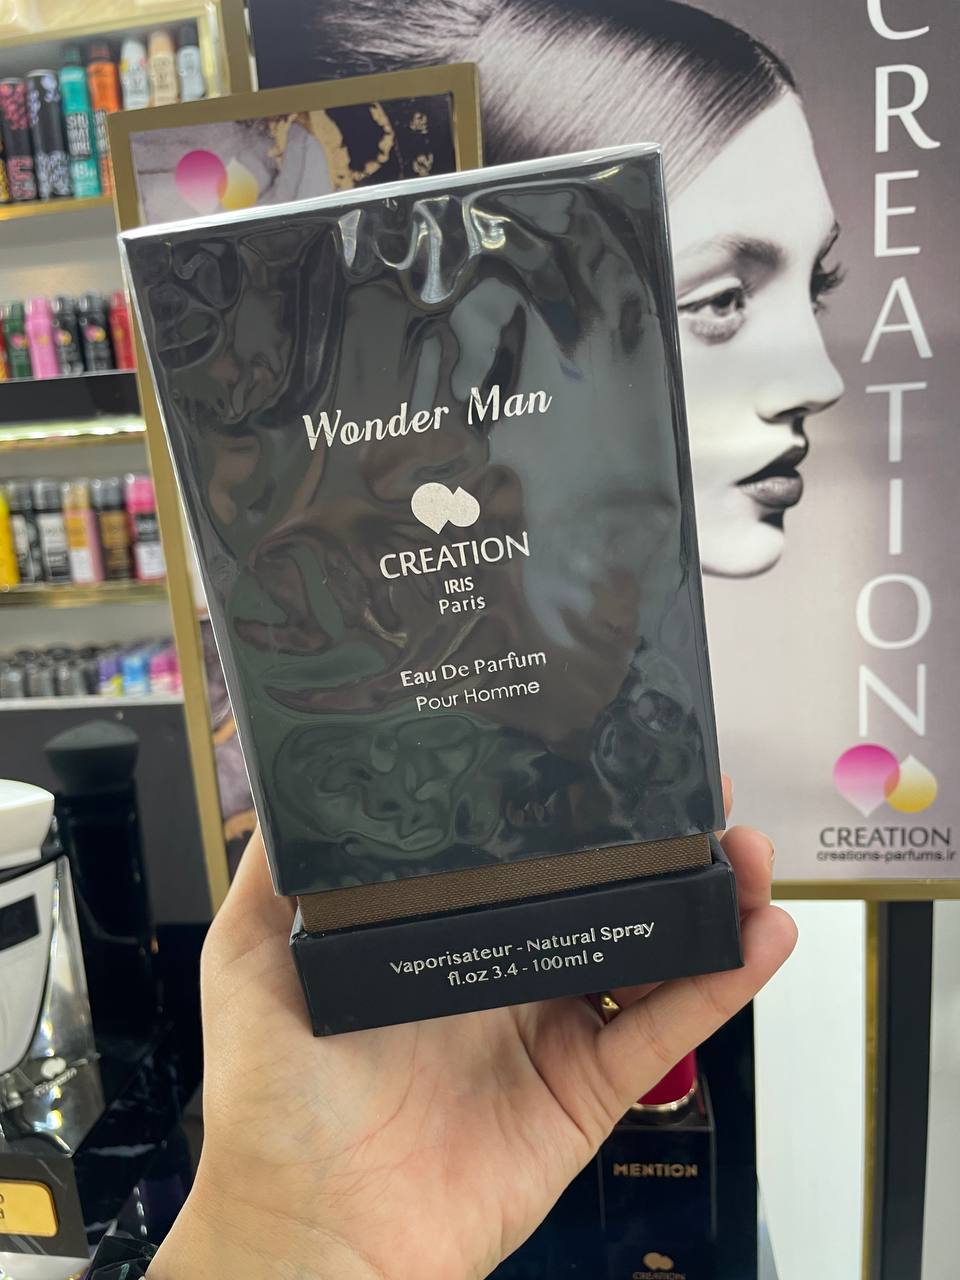 Wonder Man
CREATION
IRIS
Paris
Eau De Parfum
Pour Homme
Vaporisateur - Natural Spray
fl.oz 3.4 - 100ml e
CREATION
CREATION
creations-parfums.ir
MENTION